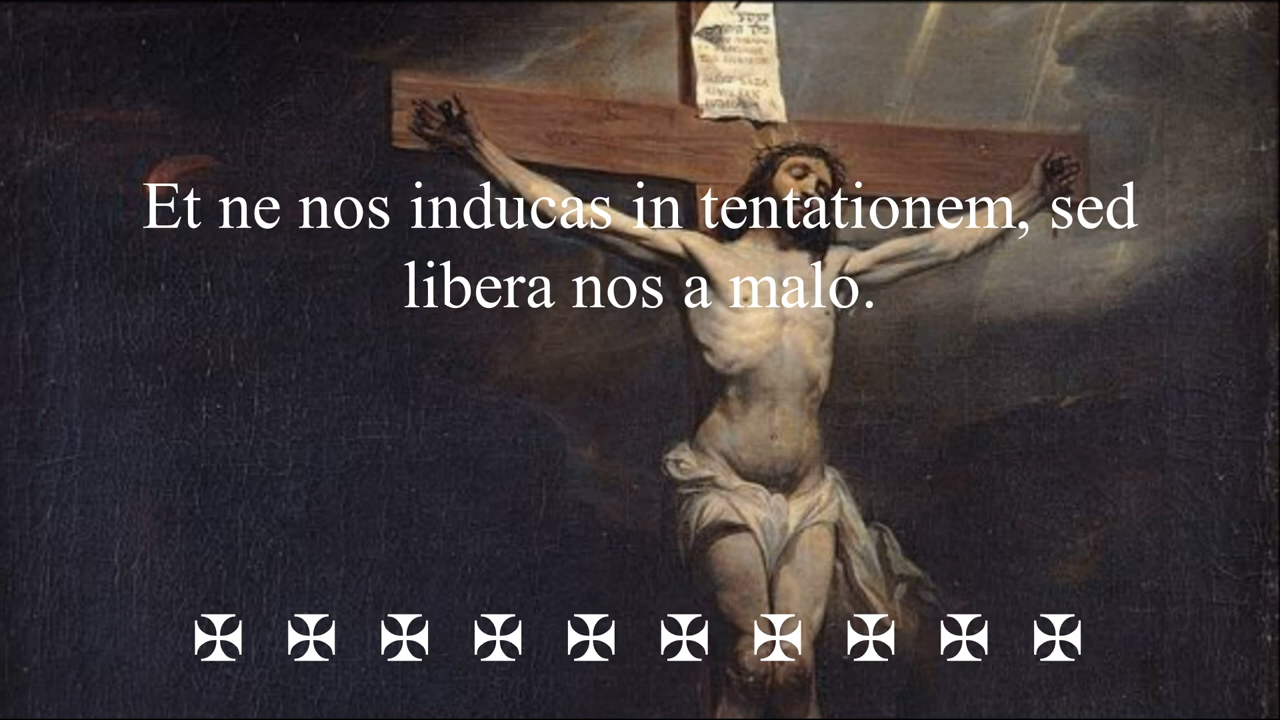 Et ne nos inducas in tentationem, sed
libera nos a malo.
✠ ✠ ✠ ✠ ✠ ✠ ✠ ✠ ✠ ✠